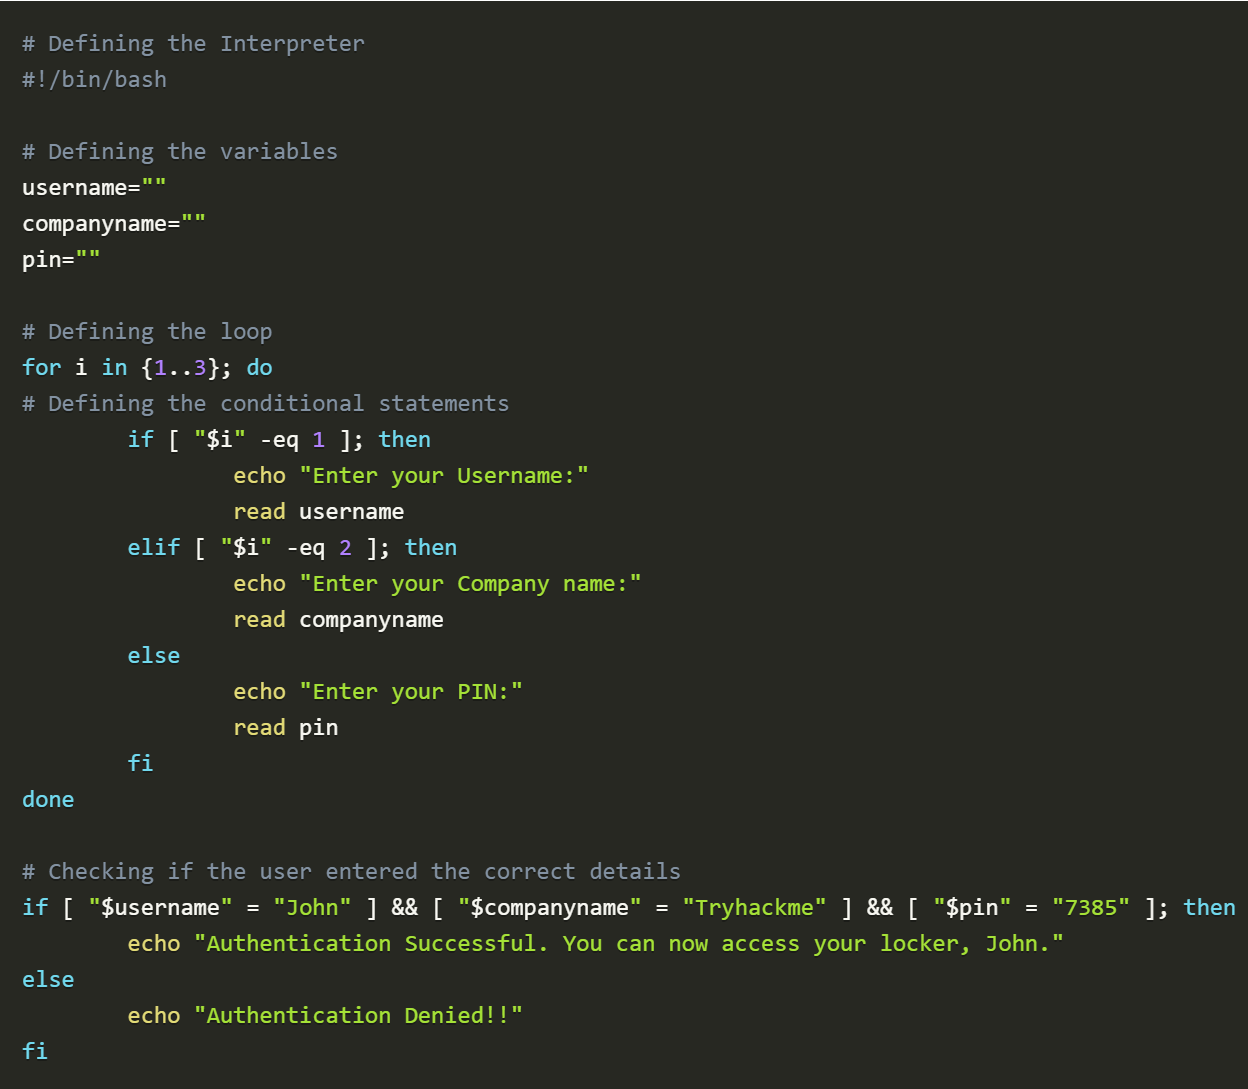 # Defining the Interpreter
#!/bin/bash

# Defining the variables
username=""
companyname=""
pin=""

# Defining the loop
for i in {1..3}; do
# Defining the conditional statements
        if [ "$i" -eq 1 ]; then
                echo "Enter your Username:"
                read username
        elif [ "$i" -eq 2 ]; then
                echo "Enter your Company name:"
                read companyname
        else
                echo "Enter your PIN:"
                read pin
        fi
done

# Checking if the user entered the correct details
if [ "$username" = "John" ] && [ "$companyname" = "Tryhackme" ] && [ "$pin" = "7385" ]; then
        echo "Authentication Successful. You can now access your locker, John."
else
        echo "Authentication Denied!!"
fi